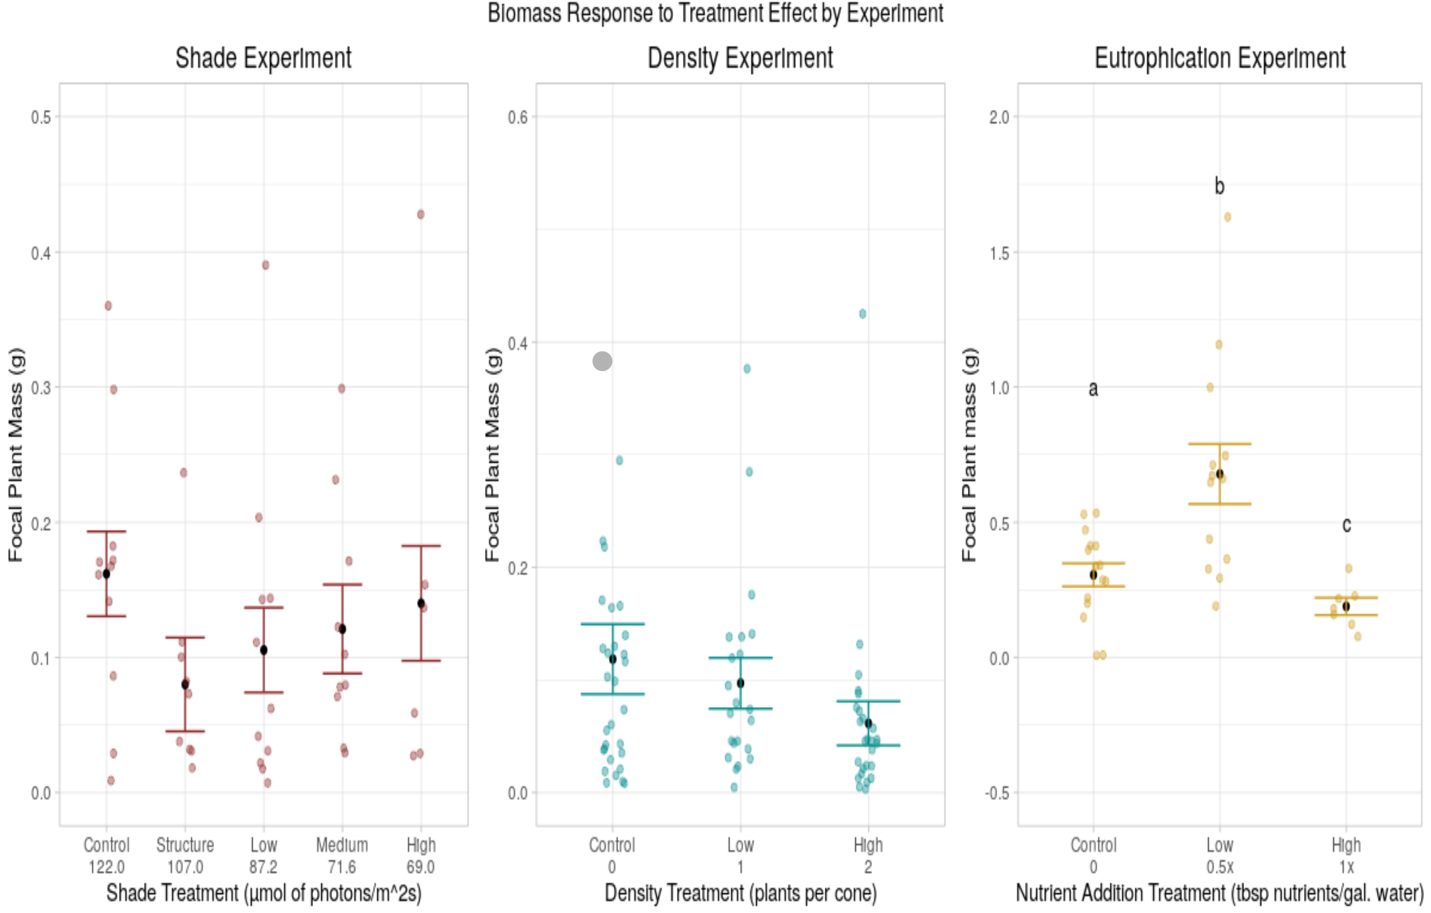 Biomass Response to Treatment Effect by Experiment
Shade Experiment
0.5
0.4
0.3
0.2
0.1
0.0
Focal Plant Mass (g)
Control
122.0
Structure
107.0
Low
87.2
Medium
71.6
High
69.0
Shade Treatment (µmol of photons/m^2s)
Density Experiment
0.6
0.4
0.2
0.0
Focal Plant Mass (g)
Control
0
Low
1
High
2
Density Treatment (plants per cone)
Eutrophication Experiment
2.0
1.5
1.0
0.5
0.0
-0.5
Focal Plant mass (g)
a
b
c
Control
0
Low
0.5x
High
1x
Nutrient Addition Treatment (tbsp nutrients/gal. water)